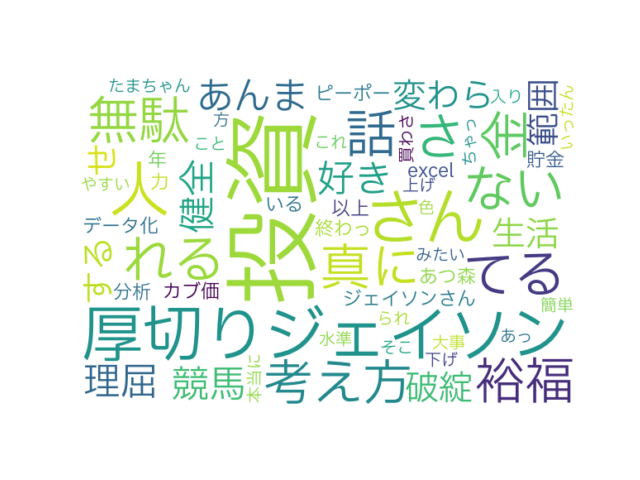 たまちゃん
あんま
ピーポー
変わら
入り
範囲
いったん
無駄
方
投資
話
買わさ
さ
ちゃっ
金
せ
年
こと
これ
excel
貯金
やすい
人
力
健全
好き
上げ
ない
いる
以上
色
さん
生活
データ化
終わっ
する
れる
真に
みたい
てる
あつ森
分析
カブ価
ジェイソンさん
簡単
られ
厚切りジェイソン
水準
そこ
大事
あっ
下げ
理屈
競馬
本当に
考え方
破綻
裕福